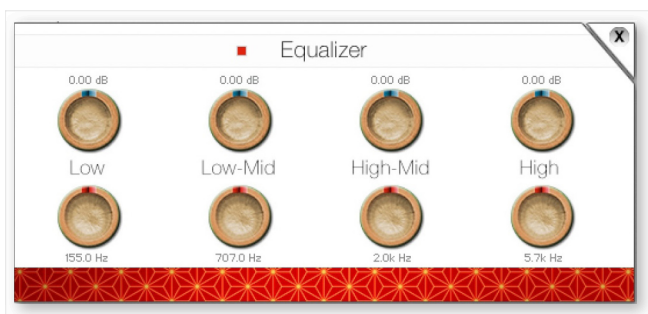 X
Equalizer
0.00 dB 0.00 dB 0.00 dB 0.00 dB
Low Low-Mid High-Mid High
155.0 Hz 707.0 Hz 2.0k Hz 5.7k Hz